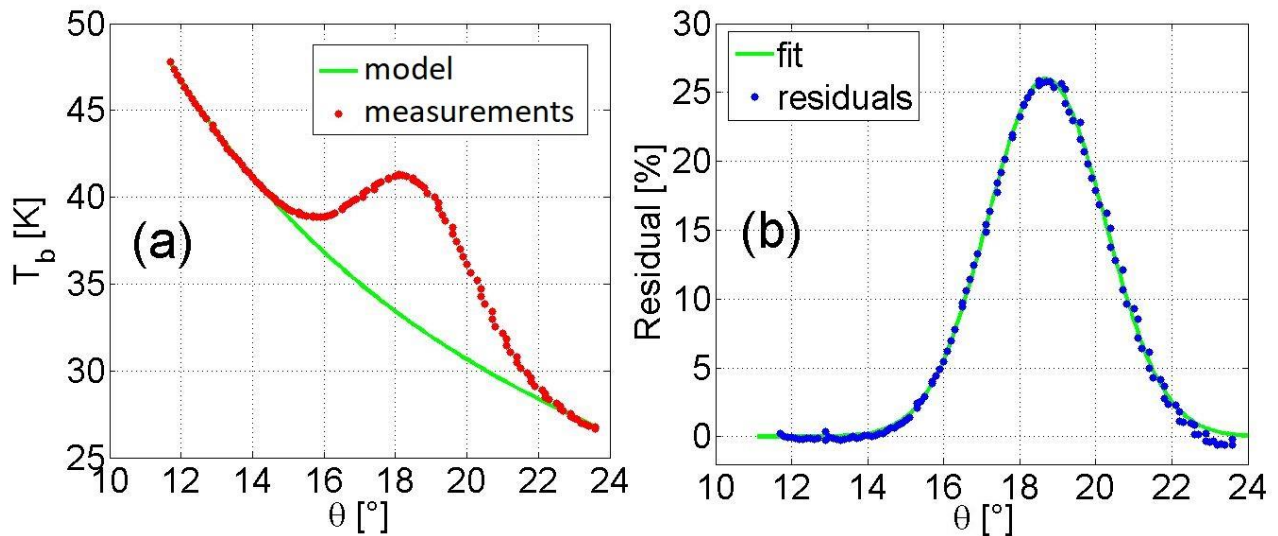 50
45
40
35
30
25
T_b [K]
model
measurements
(a)
10 12 14 16 18 20 22 24
θ [°]
30
25
20
15
10
5
0
Residual [%]
fit
residuals
(b)
10 12 14 16 18 20 22 24
θ [°]